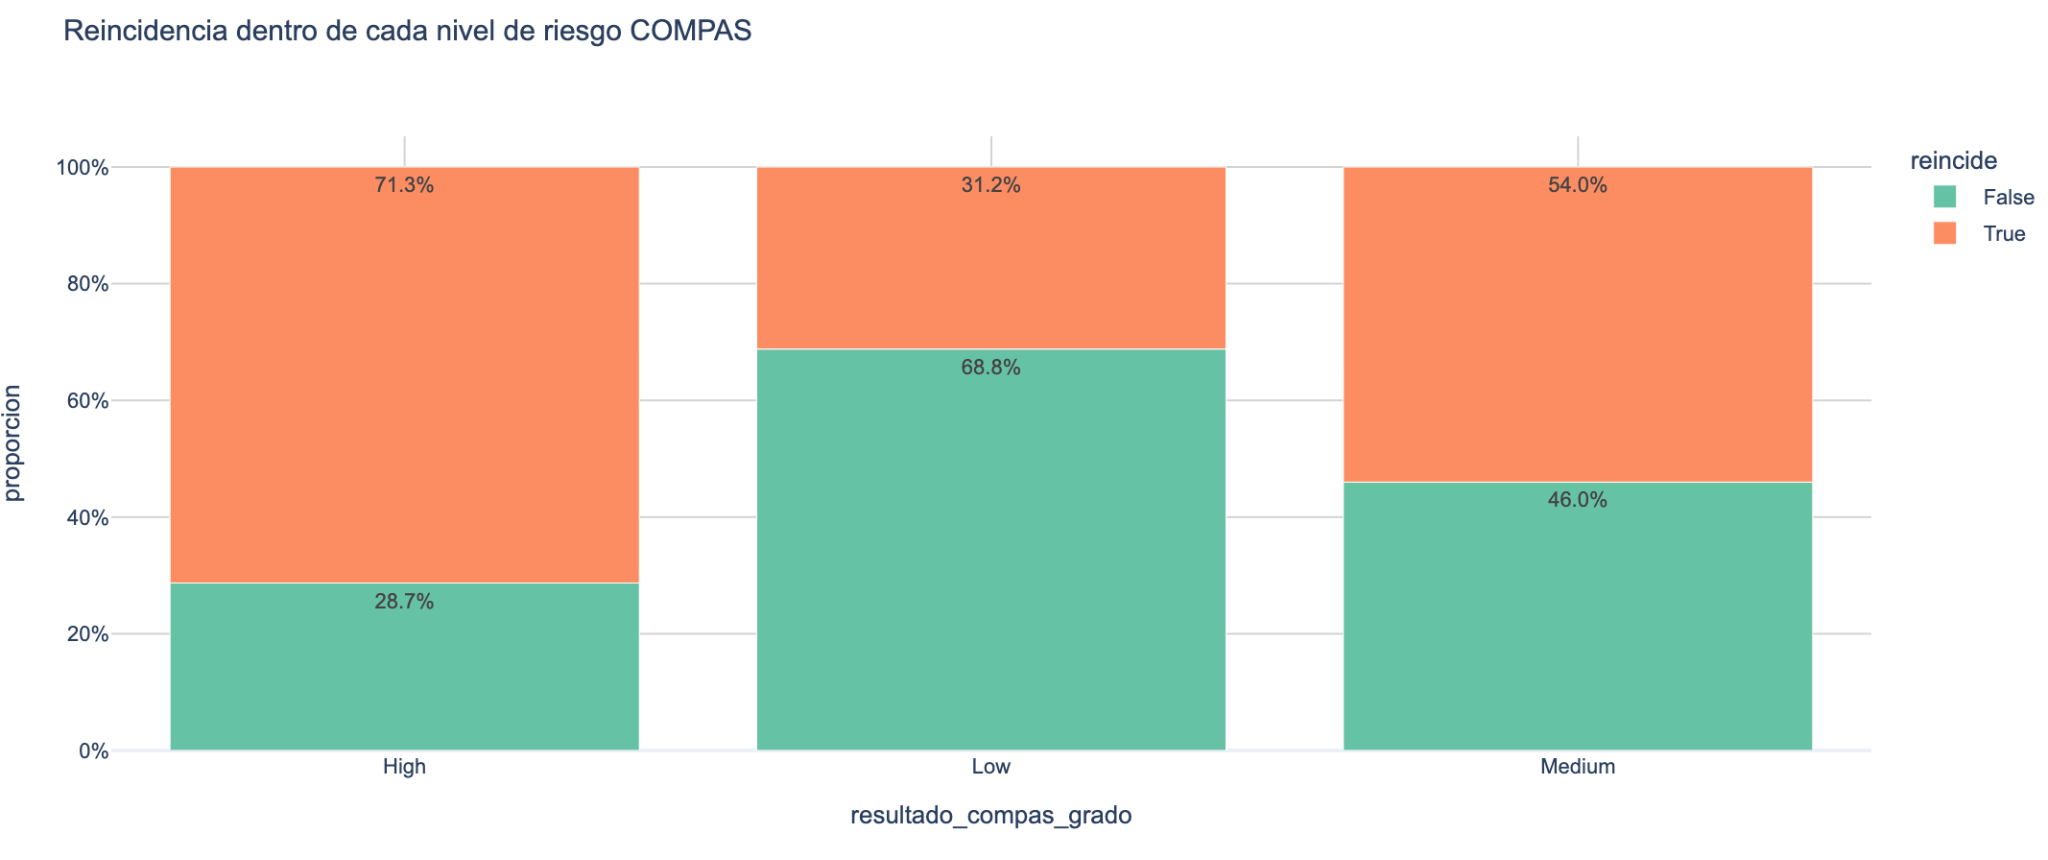 Reincidencia dentro de cada nivel de riesgo COMPAS
reincide
False
True
proporcion
100%
80%
60%
40%
20%
0%
71.3%
28.7%
31.2%
68.8%
54.0%
46.0%
High
Low
Medium
resultado_compas_grado